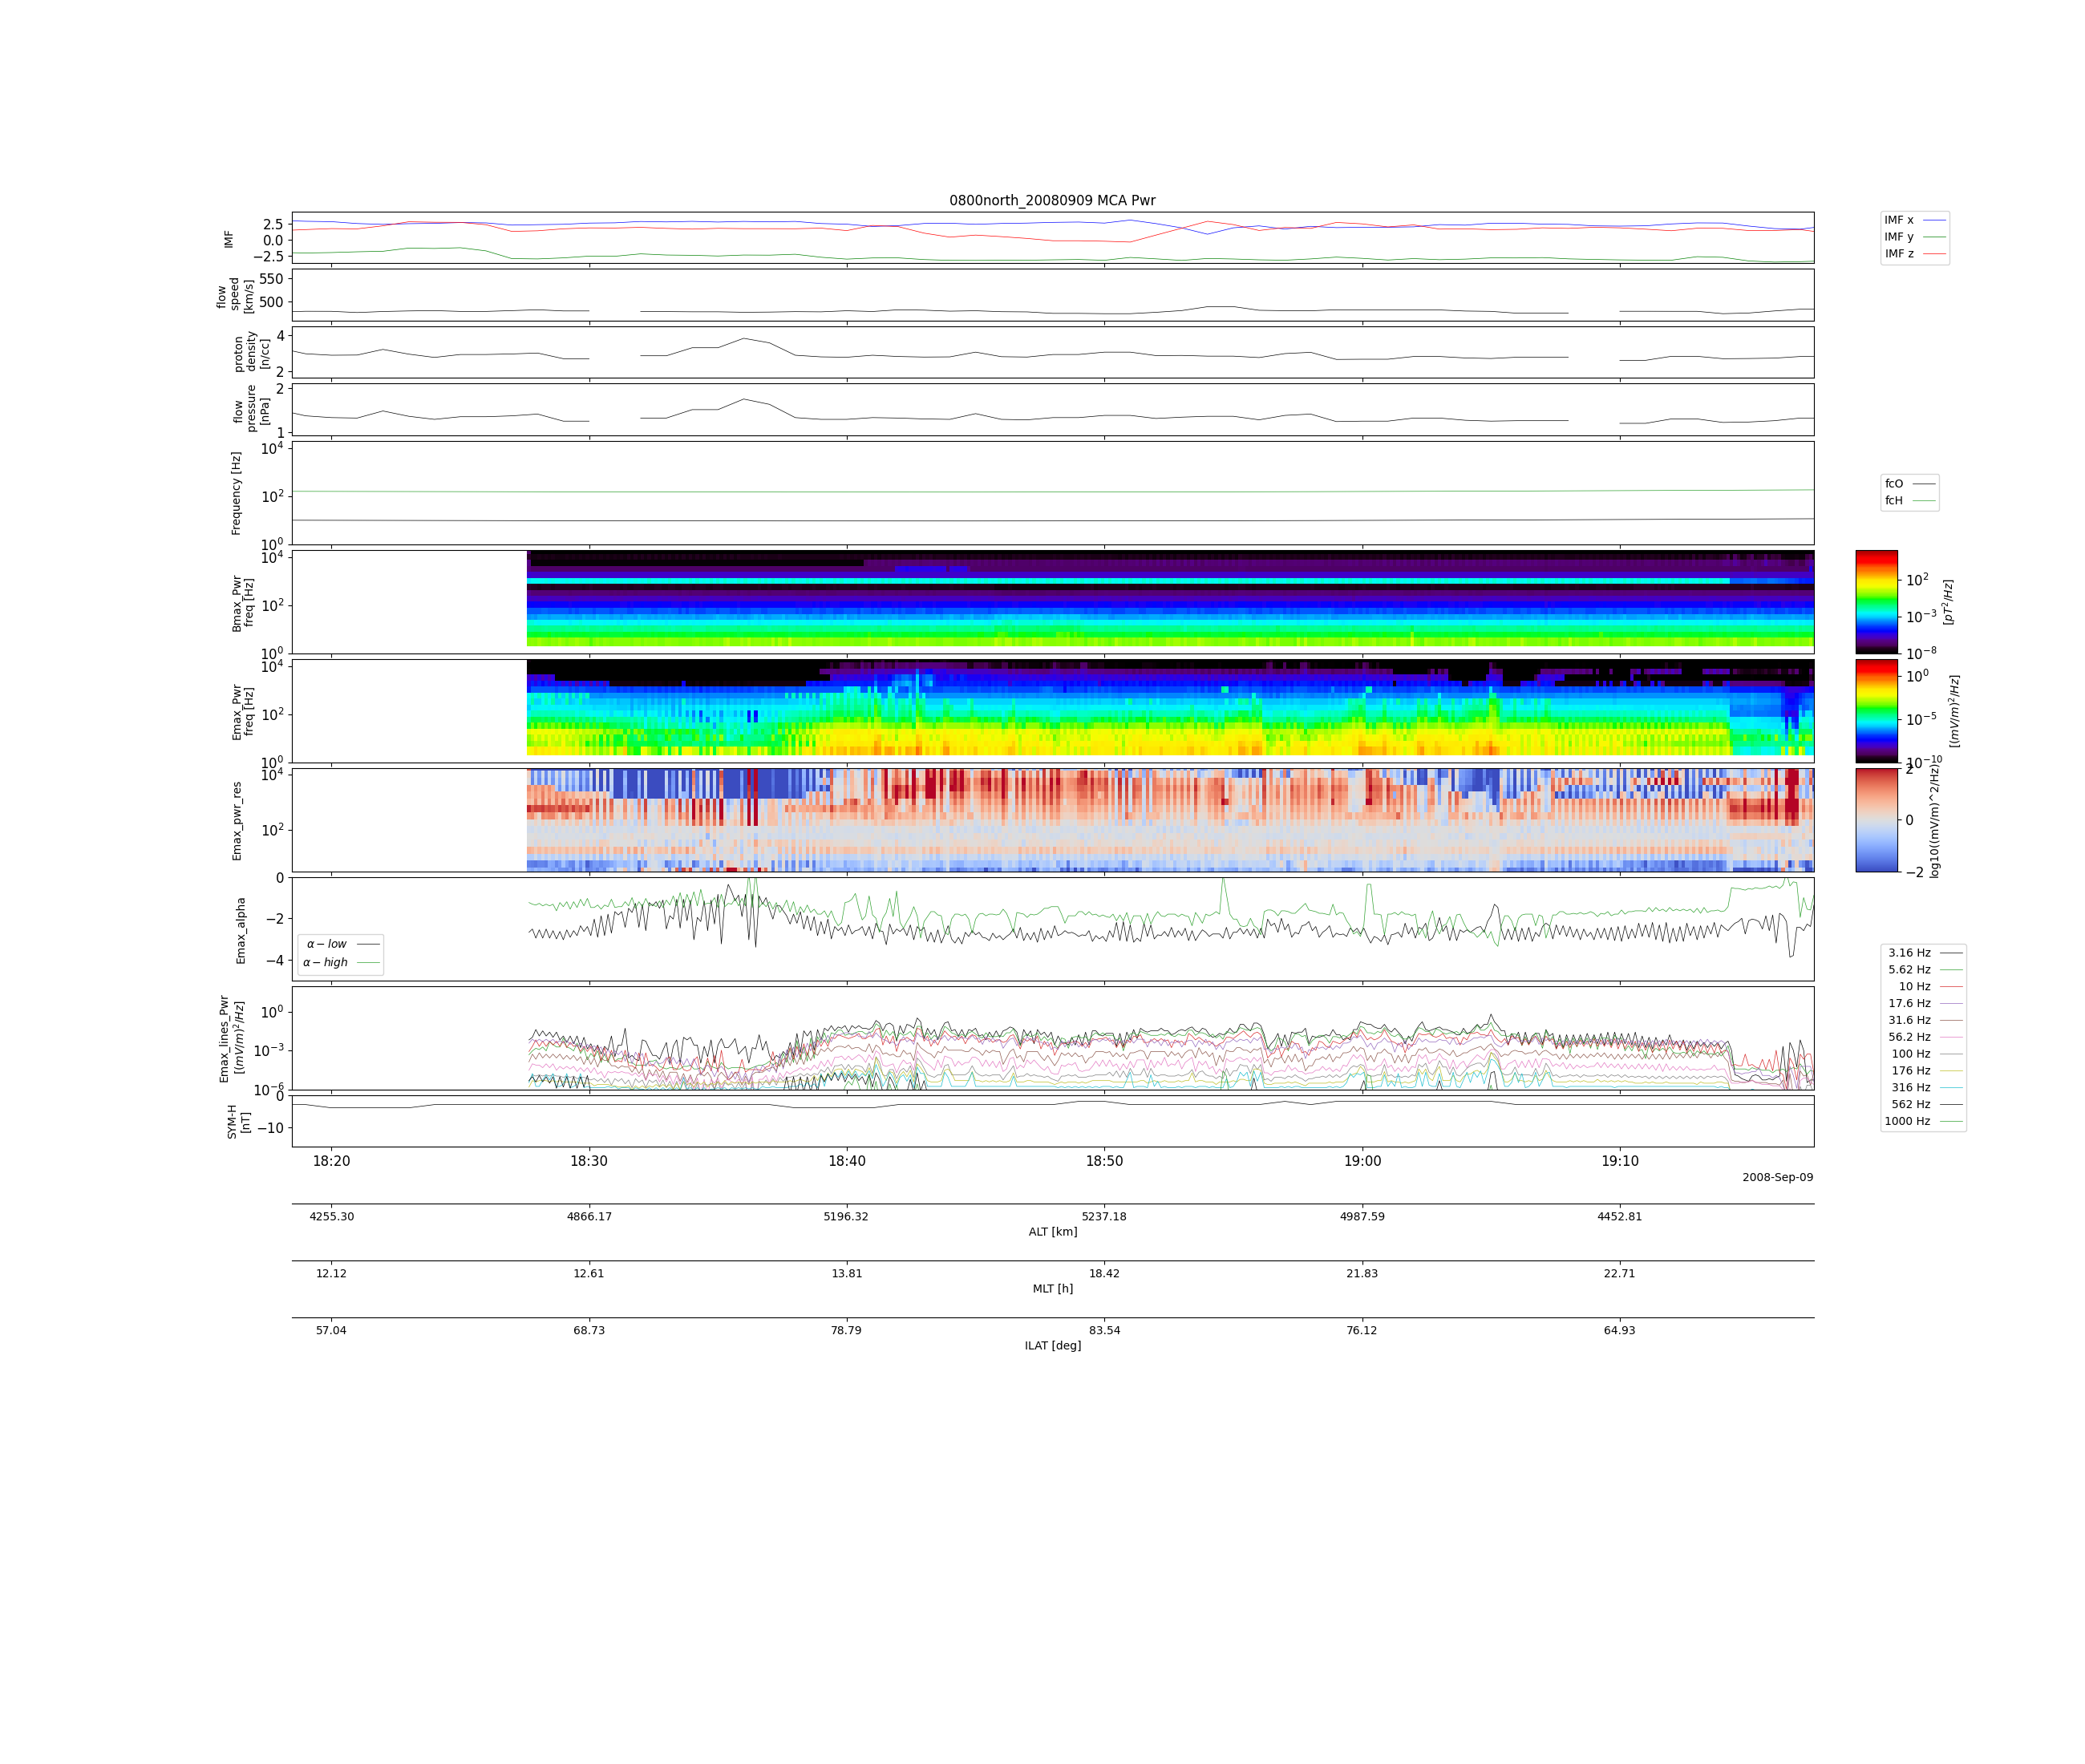 0800north_20080909 MCA Pwr
IMF
2.5
0.0
−2.5
IMF x
IMF y
IMF z
flow
speed
[km/s]
550
500
proton
density
[n/cc]
4
2
flow
pressure
[nPa]
2
1
Frequency [Hz]
10^4
10^2
10^0
fcO
fcH
Bmax_Pwr
freq [Hz]
10^4
10^2
10^0
10^2
10^-3
10^-8
[pT^2/Hz]
Emax_Pwr
freq [Hz]
10^4
10^2
10^0
10^0
10^-5
10^-10
[(mV/m)^2/Hz]
Emax_pwr_res
10^4
10^2
2
0
−2
log10((mV/m)^2/Hz)
Emax_alpha
0
−2
−4
α − low
α − high
Emax_lines_Pwr
[(mV/m)^2/Hz]
10^0
10^-3
10^-6
3.16 Hz
5.62 Hz
10 Hz
17.6 Hz
31.6 Hz
56.2 Hz
100 Hz
176 Hz
316 Hz
562 Hz
1000 Hz
SYM-H
[nT]
0
−10
18:20 18:30 18:40 18:50 19:00 19:10
2008-Sep-09
4255.30 4866.17 5196.32 5237.18 4987.59 4452.81
ALT [km]
12.12 12.61 13.81 18.42 21.83 22.71
MLT [h]
57.04 68.73 78.79 83.54 76.12 64.93
ILAT [deg]